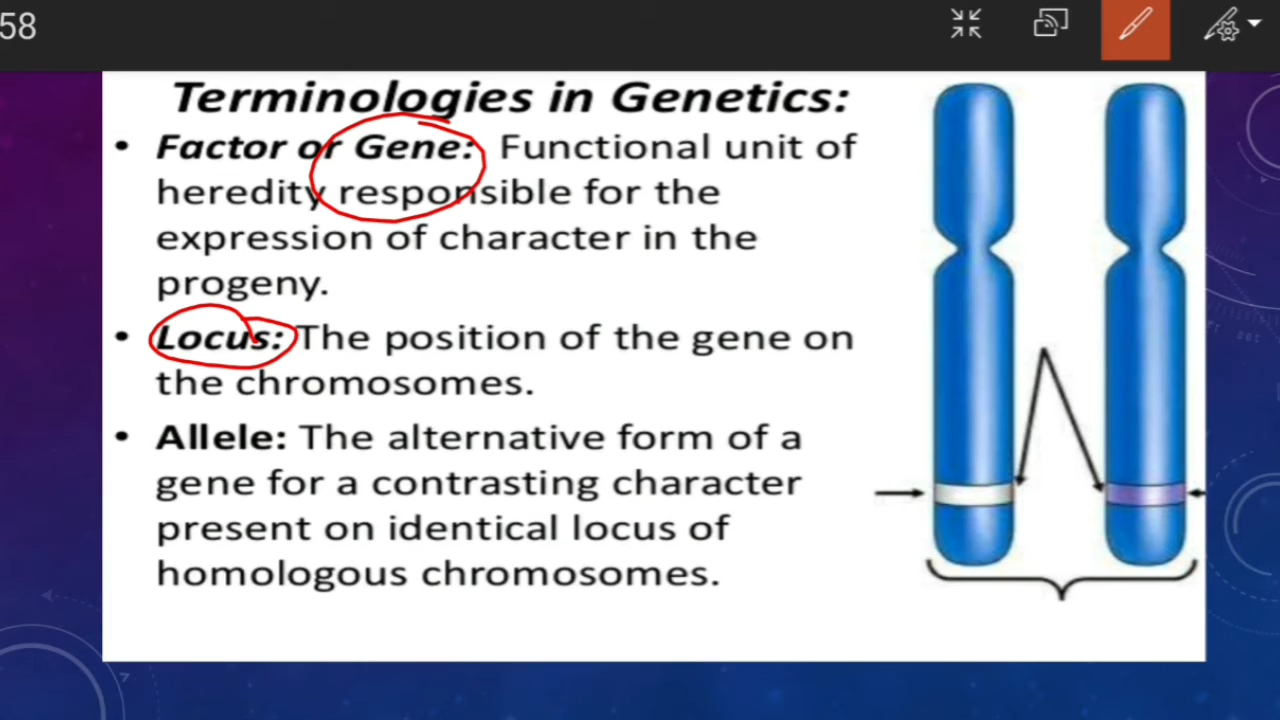 58
Terminologies in Genetics:
• Factor or Gene: Functional unit of
heredity responsible for the
expression of character in the
progeny.
• Locus: The position of the gene on
the chromosomes.
• Allele: The alternative form of a
gene for a contrasting character
present on identical locus of
homologous chromosomes.